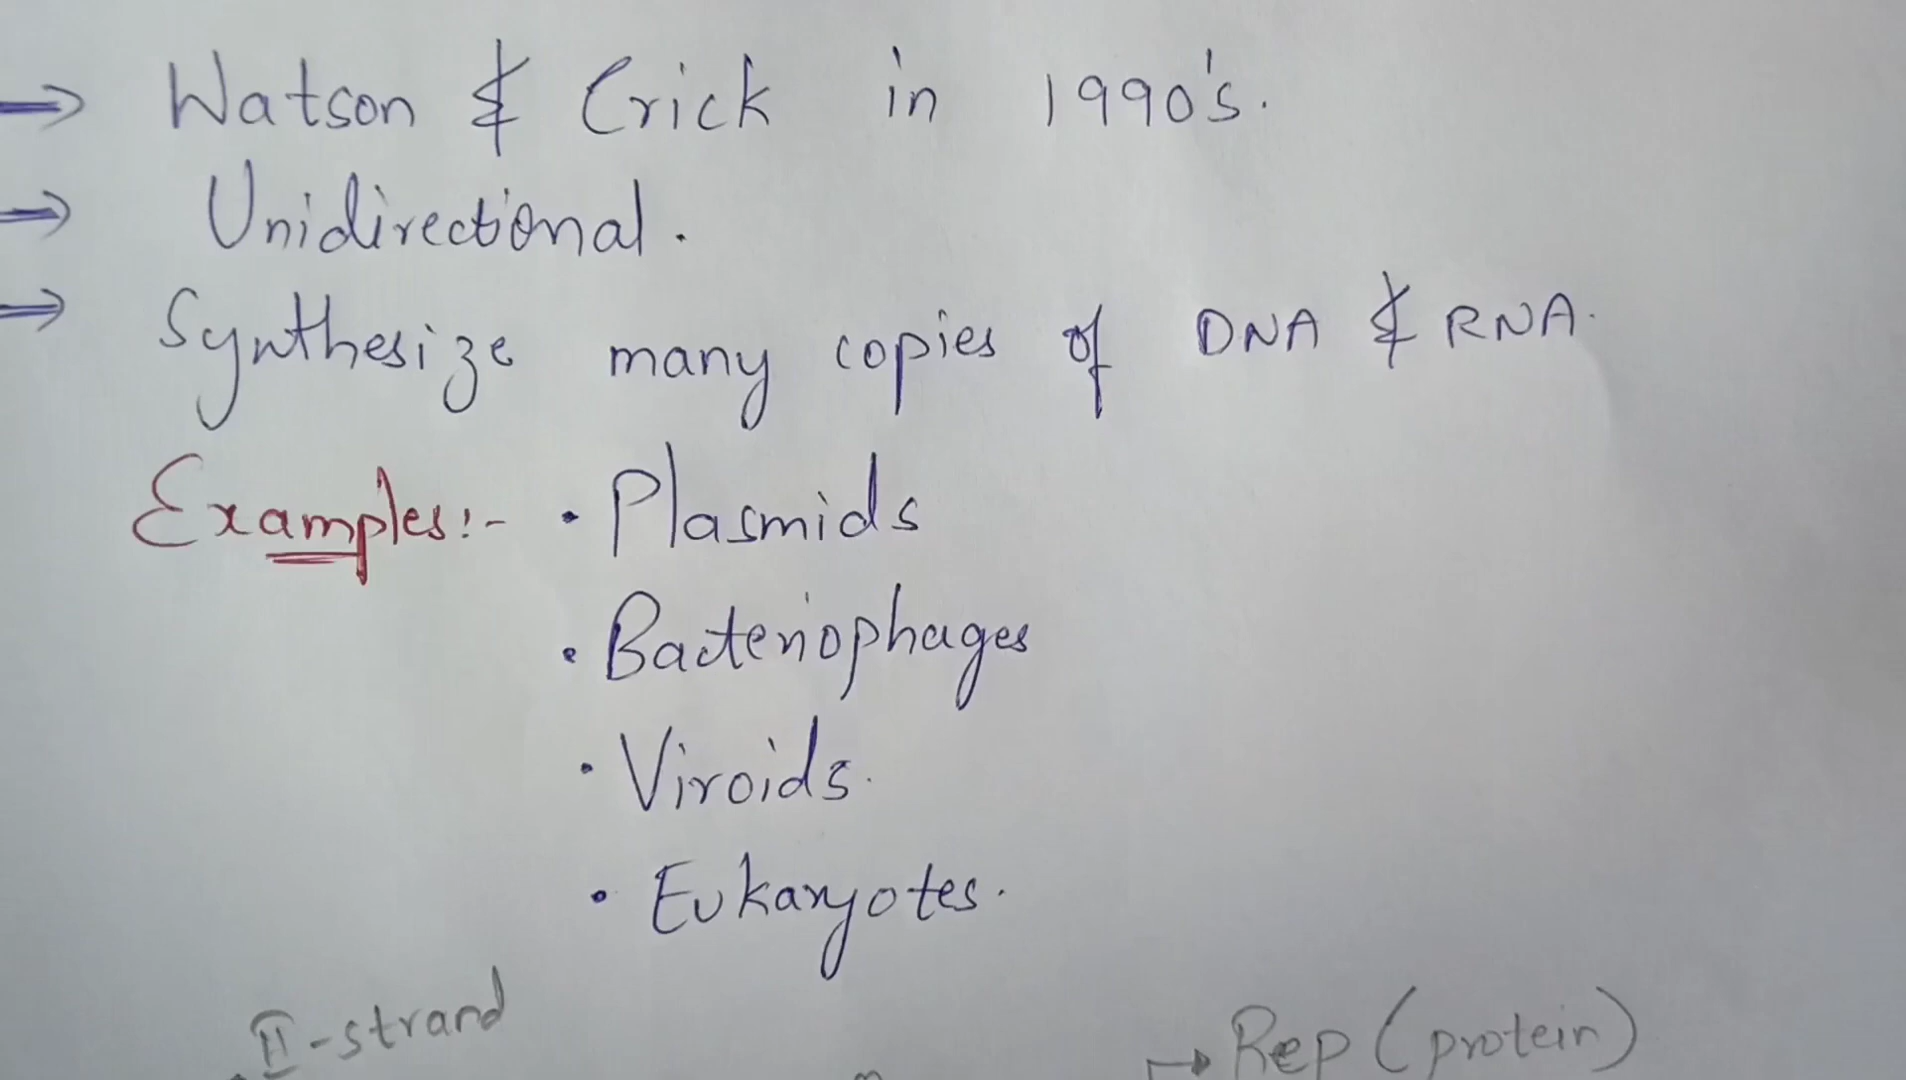 ⇒ Watson & Crick in 1990's.
⇒ Unidirectional.
⇒ Synthesize many copies of DNA & RNA.
Examples:- • Plasmids
• Bacteriophages
• Viroids.
• Eukaryotes.
II-strand
→ Rep (protein)